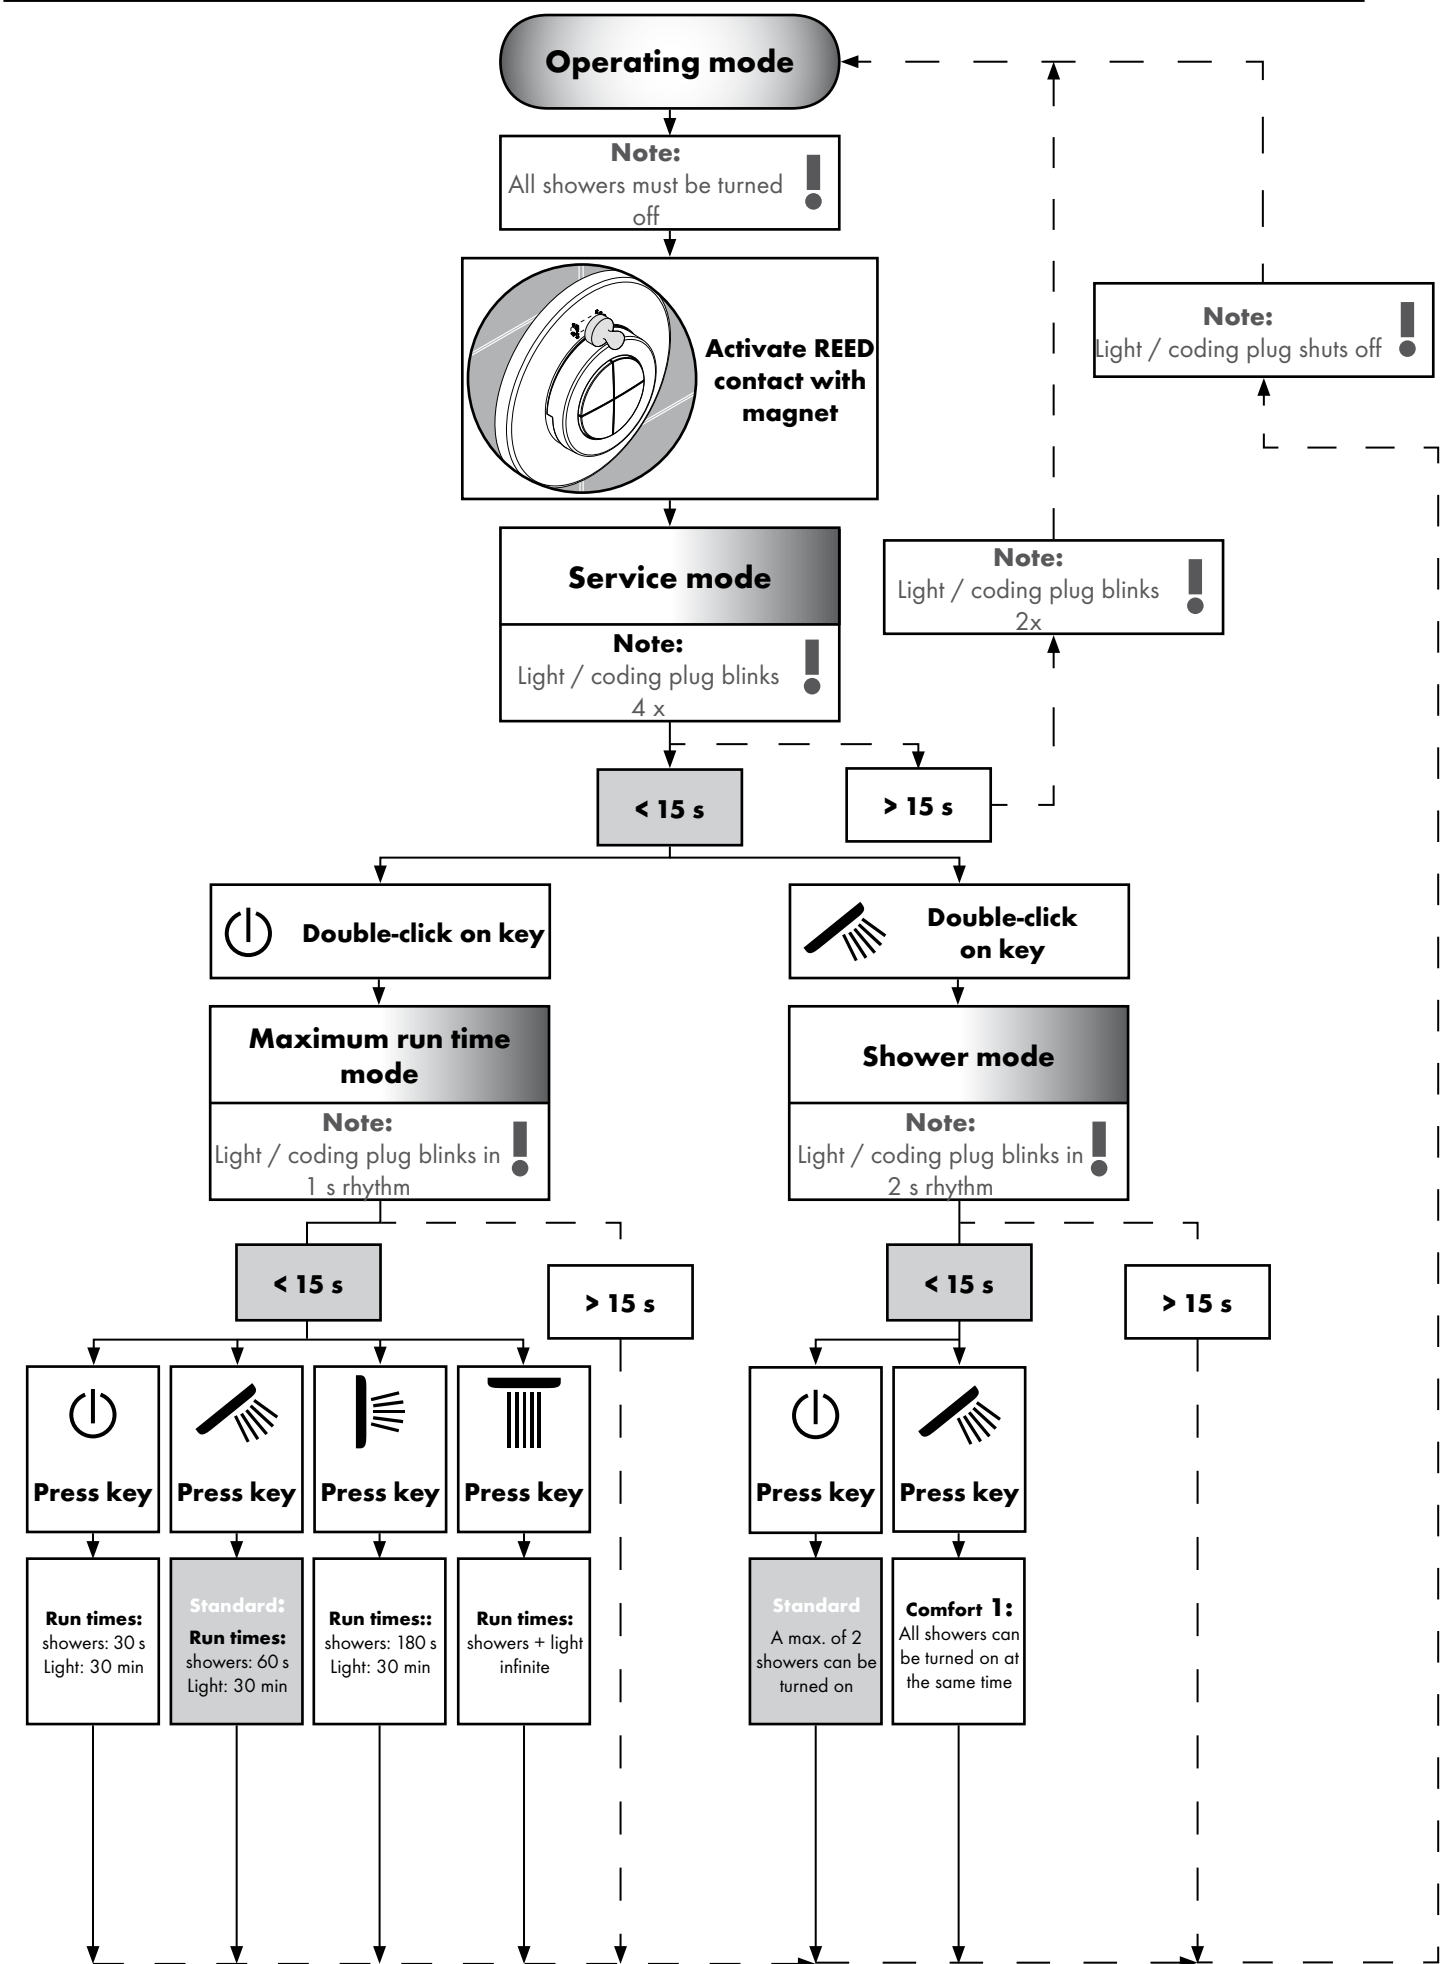 Operating mode
Note:
All showers must be turned
off
Activate REED
contact with
magnet
Note:
Light / coding plug shuts off
Service mode
Note:
Light / coding plug blinks
4 x
Note:
Light / coding plug blinks
2x
< 15 s
> 15 s
Double-click on key
Double-click
on key
Maximum run time
mode
Note:
Light / coding plug blinks in
1 s rhythm
Shower mode
Note:
Light / coding plug blinks in
2 s rhythm
< 15 s
> 15 s
< 15 s
> 15 s
Press key
Press key
Press key
Press key
Press key
Press key
Run times:
showers: 30 s
Light: 30 min
Standard:
Run times:
showers: 60 s
Light: 30 min
Run times::
showers: 180 s
Light: 30 min
Run times:
showers + light
infinite
Standard
A max. of 2
showers can be
turned on
Comfort 1:
All showers can
be turned on at
the same time